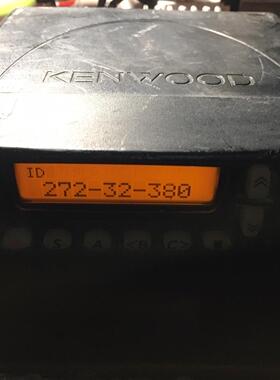 KENWOOD
ID
272-32-380
S A <B C>